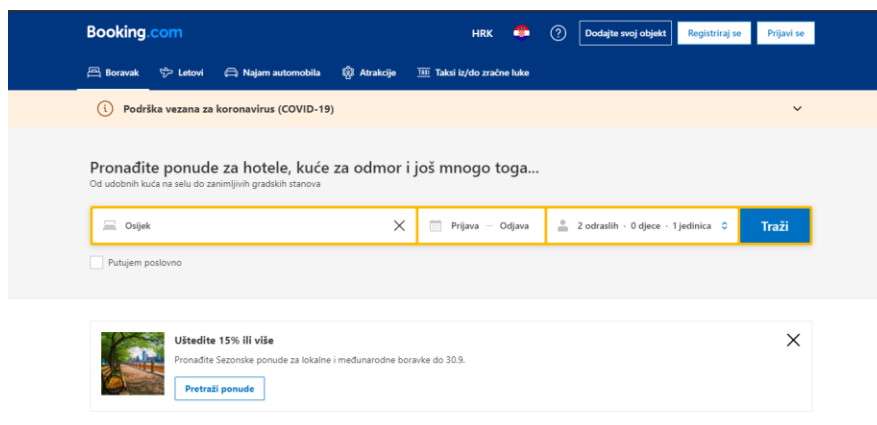 Booking.com
HRK
Dodajte svoj objekt
Registriraj se
Prijavi se
Boravak
Letovi
Najam automobila
Atrakcije
Taksi iz/do zračne luke
Podrška vezana za koronavirus (COVID-19)
Pronađite ponude za hotele, kuće za odmor i još mnogo toga...
Od udobnih kuća na selu do zanimljivih gradskih stanova
Osijek
Prijava — Odjava
2 odraslih · 0 djece · 1 jedinica
Traži
Putujem poslovno
Uštedite 15% ili više
Pronađite Sezonske ponude za lokalne i međunarodne boravke do 30.9.
Pretraži ponude